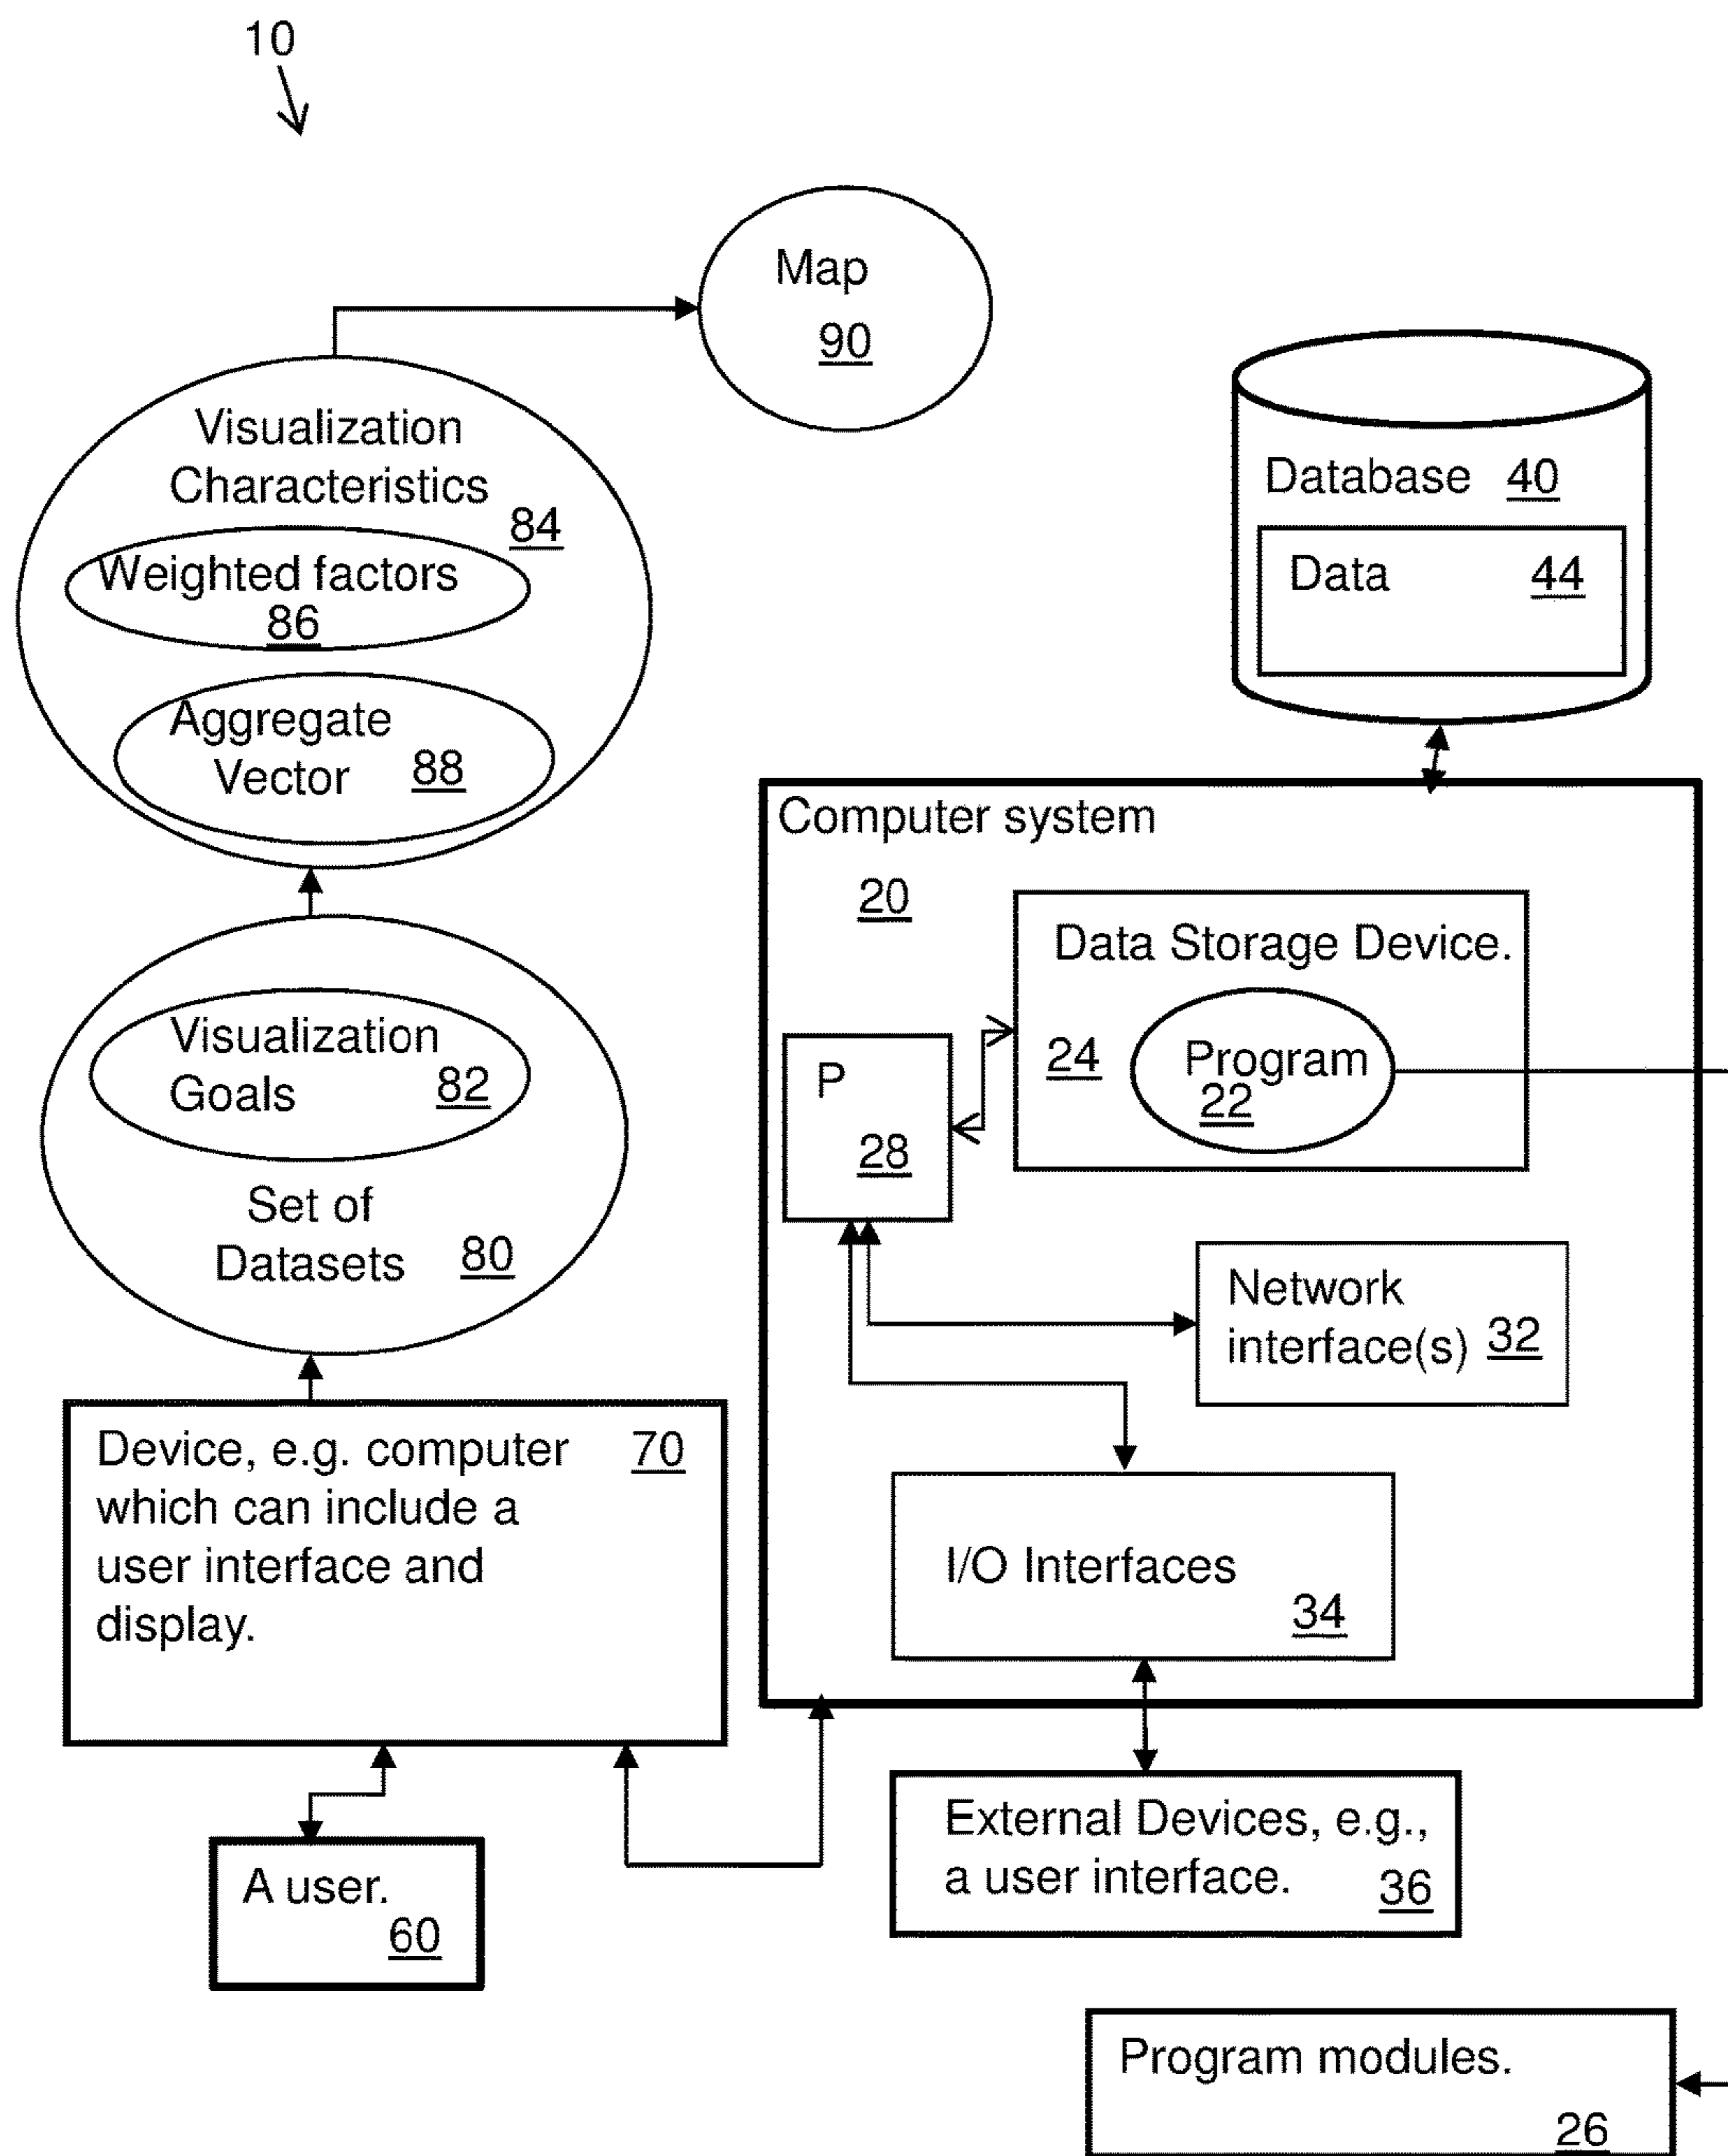 10
Map
90
Visualization
Characteristics
84
Weighted factors
86
Aggregate
Vector 88
Database 40
Data 44
Computer system
20
Data Storage Device.
24
Program
22
P
28
Visualization
Goals 82
Set of
Datasets 80
Network
interface(s) 32
Device, e.g. computer 70
which can include a
user interface and
display.
I/O Interfaces
34
External Devices, e.g.,
a user interface. 36
A user.
60
Program modules.
26